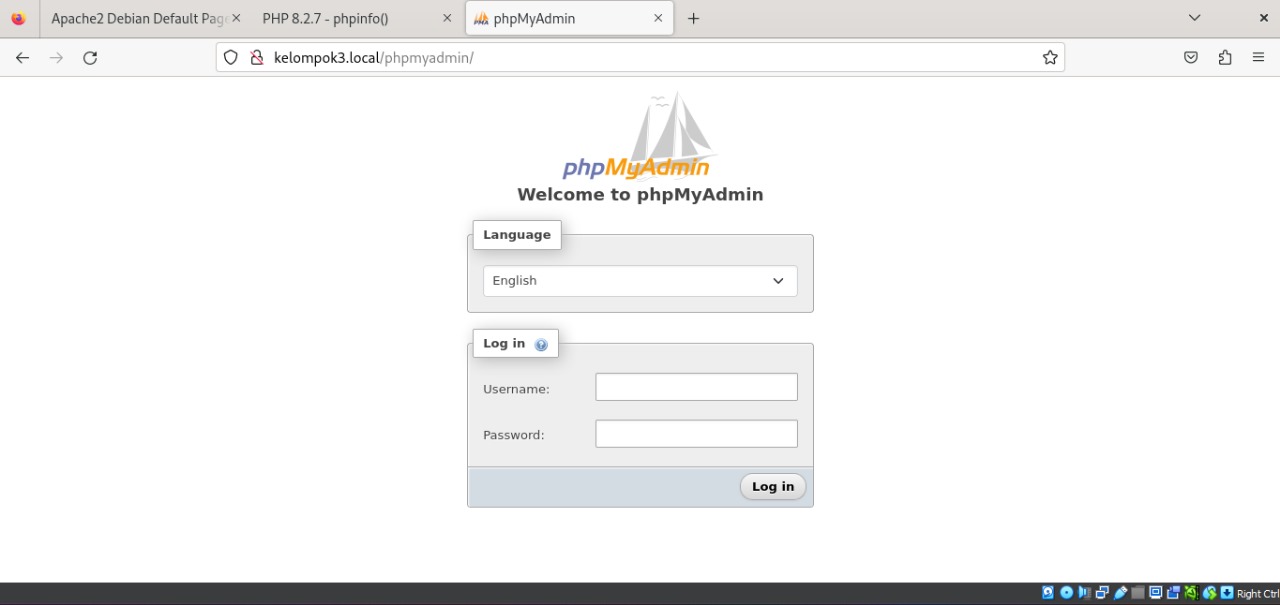 Apache2 Debian Default Page
PHP 8.2.7 - phpinfo()
phpMyAdmin
kelompok3.local/phpmyadmin/
phpMyAdmin
Welcome to phpMyAdmin
Language
English
Log in
Username:
Password:
Log in
Right Ctrl